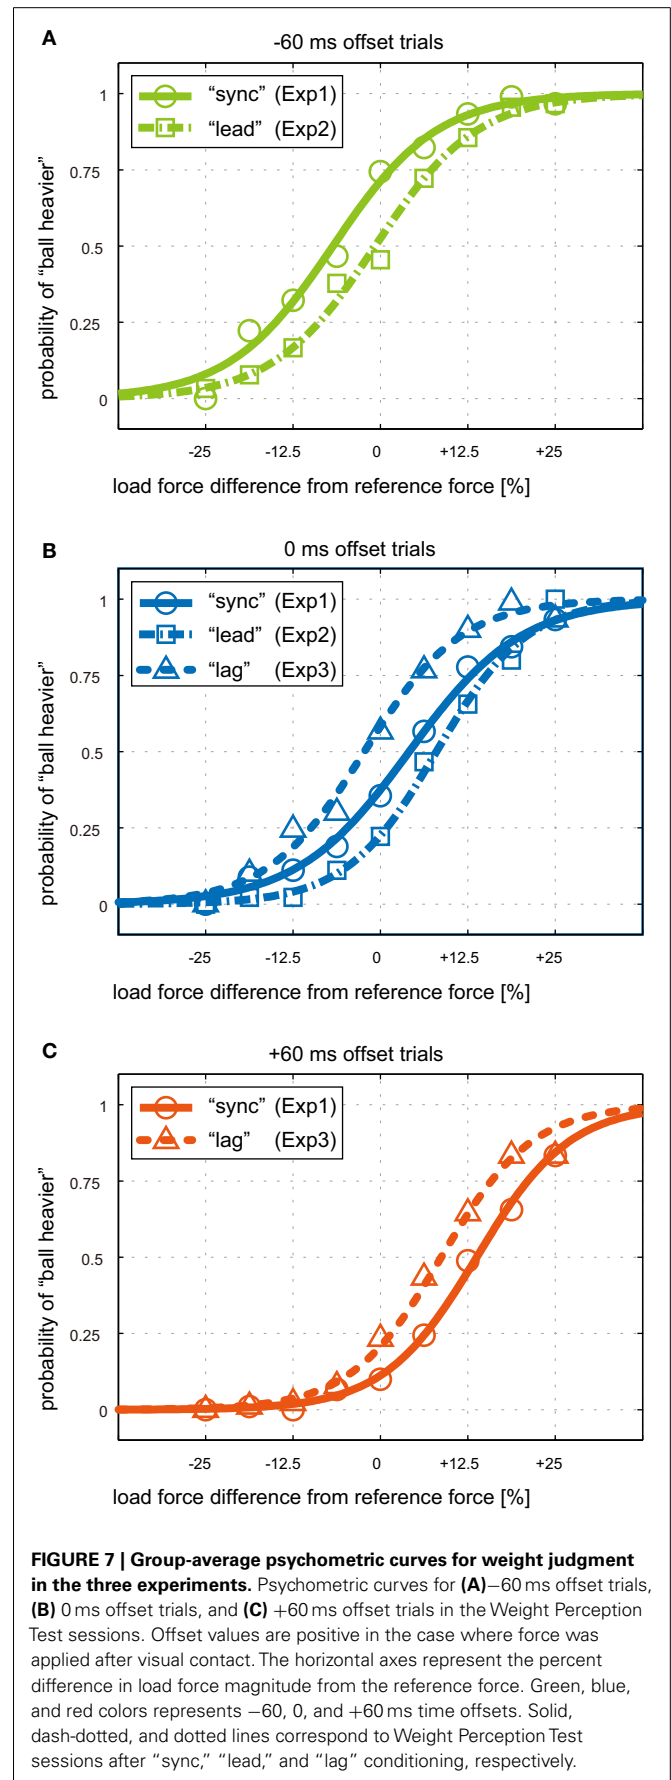 A
-60 ms offset trials
"sync" (Exp1)
"lead" (Exp2)
1
0.75
0.5
0.25
0
probability of "ball heavier"
-25 -12.5 0 +12.5 +25
load force difference from reference force [%]
B
0 ms offset trials
"sync" (Exp1)
"lead" (Exp2)
"lag" (Exp3)
1
0.75
0.5
0.25
0
probability of "ball heavier"
-25 -12.5 0 +12.5 +25
load force difference from reference force [%]
C
+60 ms offset trials
"sync" (Exp1)
"lag" (Exp3)
1
0.75
0.5
0.25
0
probability of "ball heavier"
-25 -12.5 0 +12.5 +25
load force difference from reference force [%]
FIGURE 7 | Group-average psychometric curves for weight judgment
in the three experiments. Psychometric curves for (A)−60 ms offset trials,
(B) 0 ms offset trials, and (C) +60 ms offset trials in the Weight Perception
Test sessions. Offset values are positive in the case where force was
applied after visual contact. The horizontal axes represent the percent
difference in load force magnitude from the reference force. Green, blue,
and red colors represents −60, 0, and +60 ms time offsets. Solid,
dash-dotted, and dotted lines correspond to Weight Perception Test
sessions after "sync," "lead," and "lag" conditioning, respectively.